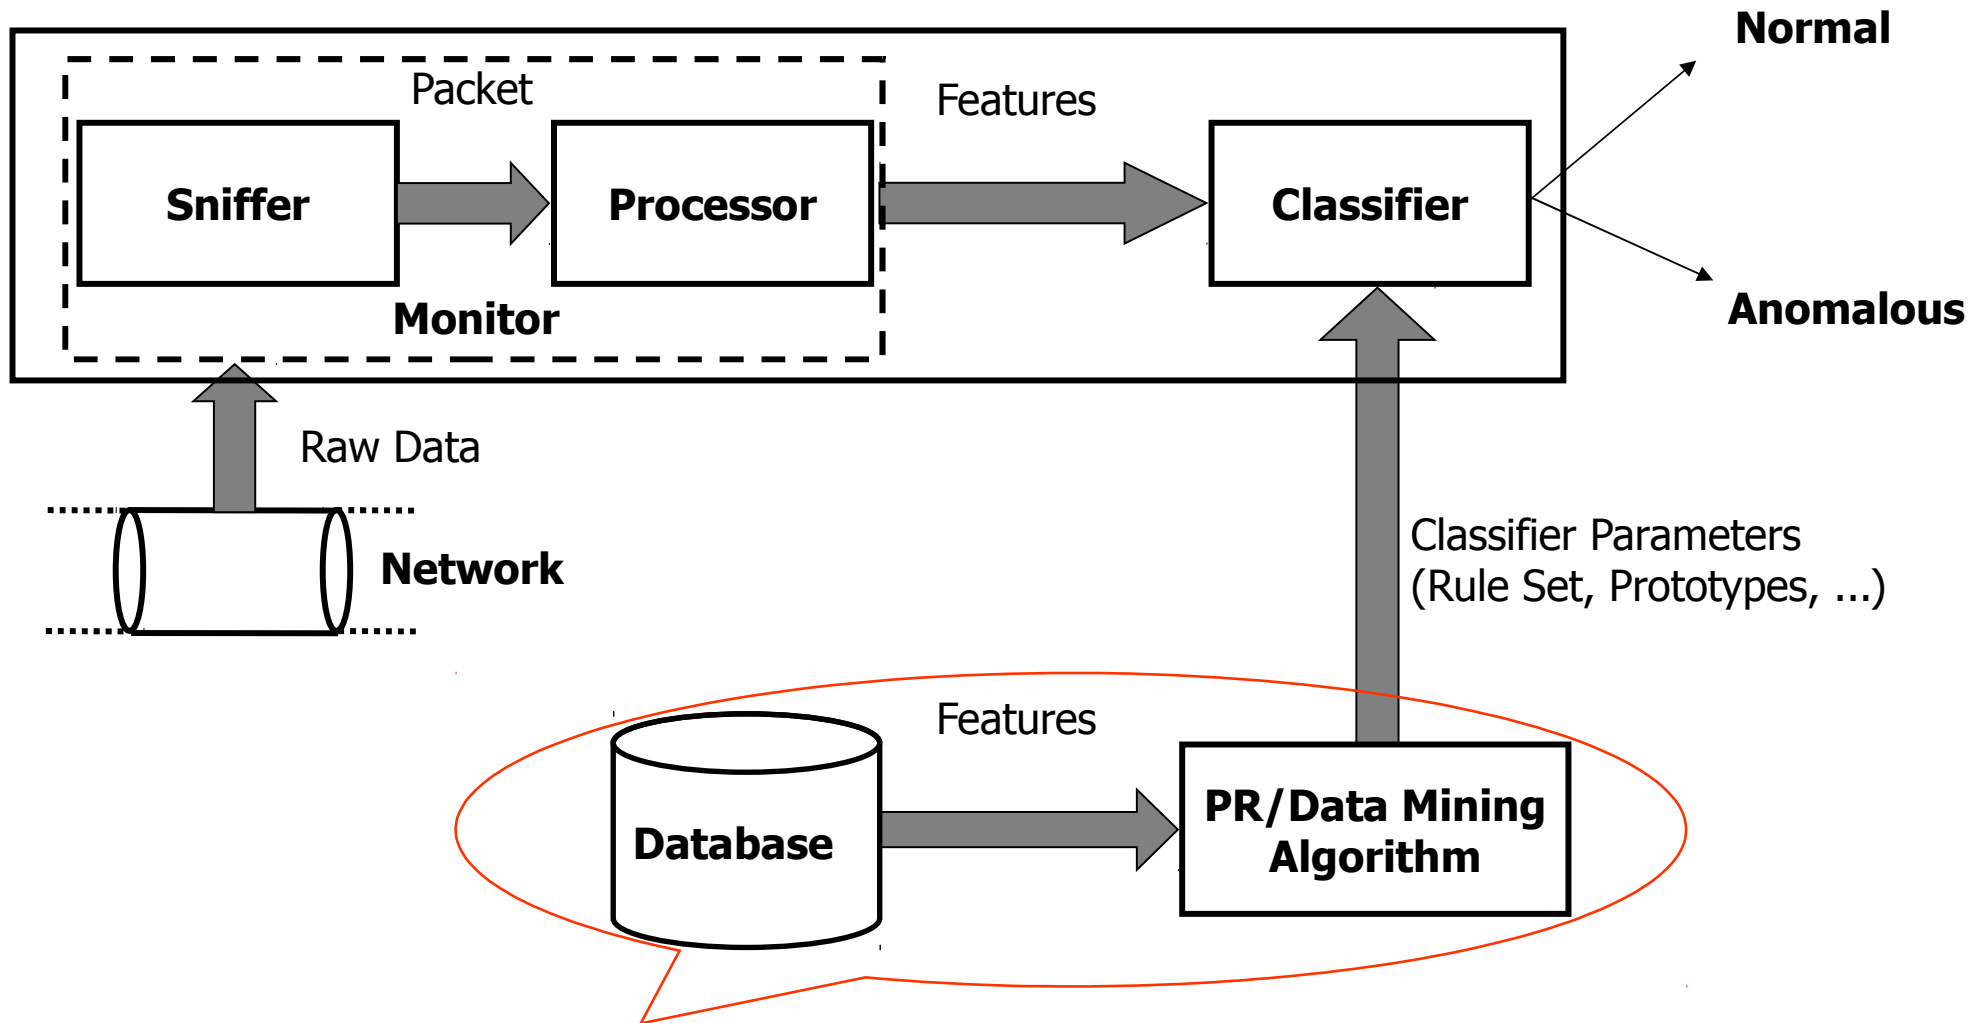 Normal
Packet
Features
Sniffer
Processor
Classifier
Monitor
Anomalous
Raw Data
Network
Classifier Parameters
(Rule Set, Prototypes, ...)
Features
Database
PR/Data Mining
Algorithm